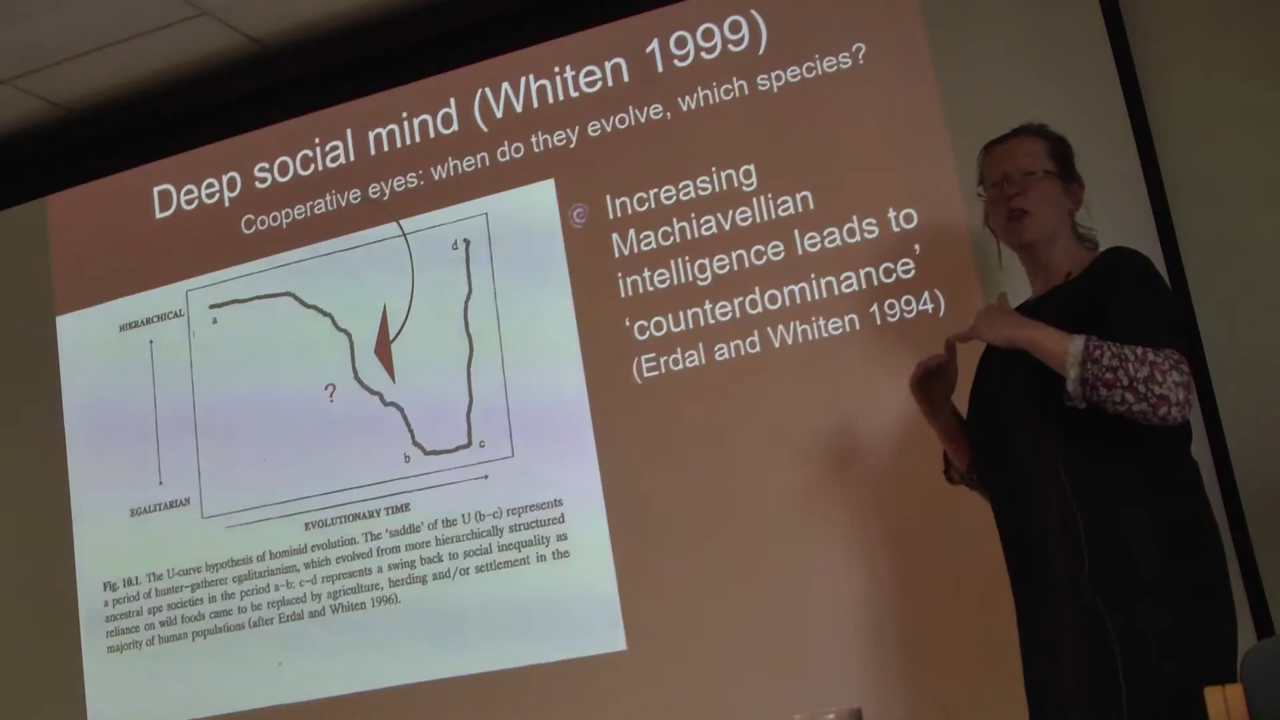 Deep social mind (Whiten 1999)
Cooperative eyes: when do they evolve, which species?
Increasing
Machiavellian
intelligence leads to
‘counterdominance’
(Erdal and Whiten 1994)
HIERARCHICAL
EGALITARIAN
a
?
b
c
d
EVOLUTIONARY TIME
Fig. 10.1. The U-curve hypothesis of hominid evolution. The 'saddle' of the U (b–c) represents
a period of hunter–gatherer egalitarianism, which evolved from more hierarchically structured
ancestral ape societies in the period a–b; c–d represents a swing back to social inequality as
reliance on wild foods came to be replaced by agriculture, herding and/or settlement in the
majority of human populations (after Erdal and Whiten 1996).